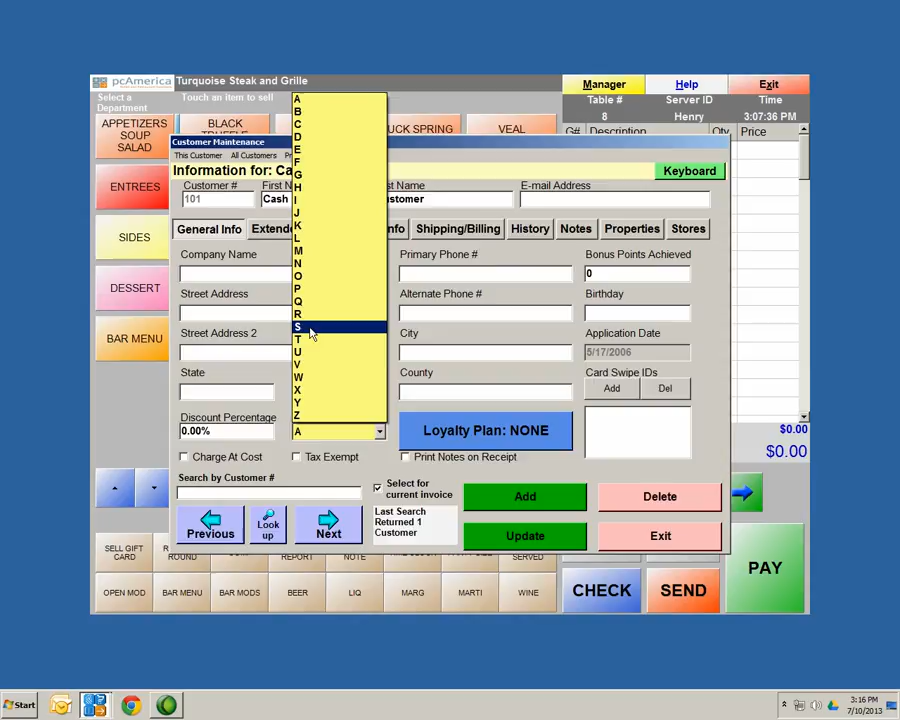 pcAmerica
Turquoise Steak and Grille
Manager
Help
Exit
Select a
Department
Touch an item to sell
Table #
Server ID
Time
8
Henry
3:07:36 PM
APPETIZERS
SOUP
SALAD
BLACK
VEAL
G#
Description
Qty
Price
Customer Maintenance
This Customer
All Customers
Information for: Ca
Keyboard
Customer #
E-mail Address
101
Cash
ENTREES
General Info
Shipping/Billing
History
Notes
Properties
Stores
SIDES
Company Name
Primary Phone #
Bonus Points Achieved
0
DESSERT
Street Address
Alternate Phone #
Birthday
BAR MENU
Street Address 2
City
Application Date
5/17/2006
State
County
Card Swipe IDs
Add
Del
Discount Percentage
0.00%
A
B
C
D
E
F
G
H
I
J
K
L
M
N
O
P
Q
R
S
T
U
V
W
X
Y
Z
A
Loyalty Plan: NONE
$0.00
$0.00
Charge At Cost
Tax Exempt
Print Notes on Receipt
Search by Customer #
Select for
current invoice
Add
Delete
Previous
Look
up
Next
Last Search
Returned 1
Customer
Update
Exit
SELL GIFT
CARD
ROUND
REPORT
NOTE
SERVED
OPEN MOD
BAR MENU
BAR MODS
BEER
LIQ
MARG
MARTI
WINE
CHECK
SEND
PAY
Start
3:16 PM
7/10/2013